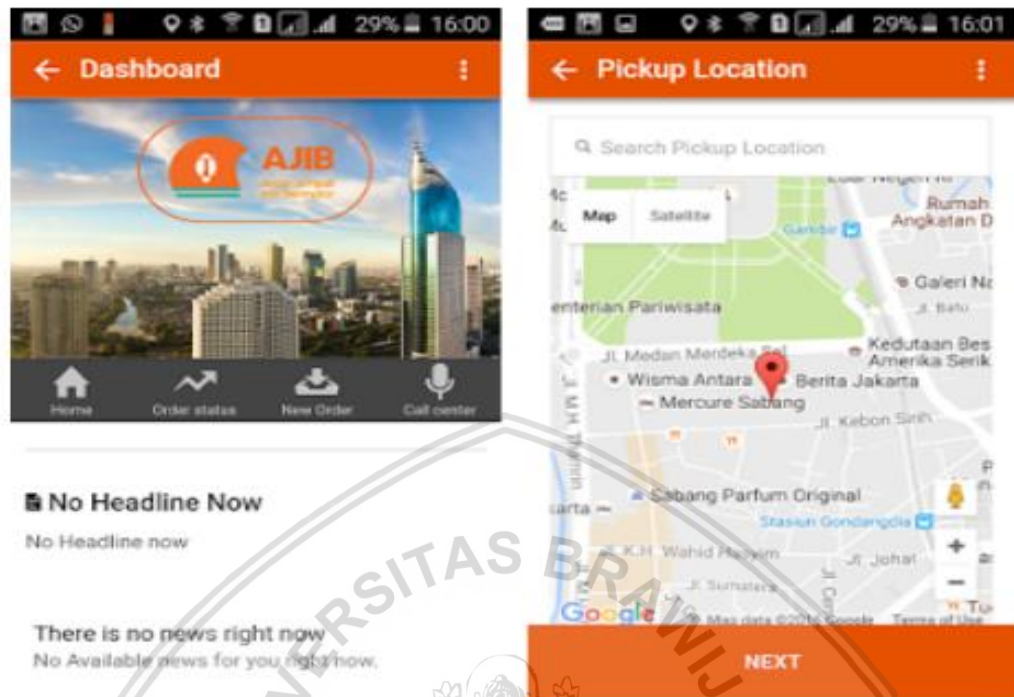 29% 16:00
Dashboard
AJIB
Home
Order status
New Order
Call center
No Headline Now
No Headline now
There is no news right now
No Available news for you right now.
29% 16:01
Pickup Location
Search Pickup Location
Map Satellite
Rumah
Angkatan D
Gambir
Galeri Na
enterian Pariwisata
Jl. Medan Merdeka Sel
Kedutaan Bes
Amerika Serik
Wisma Antara
Berita Jakarta
Mercure Sabang
Jl. Kebon Sirih
Sabang Parfum Original
Stasiun Gondangdia
Jl. K.H. Wahid Hasyim
Google
Map data ©2016 Google Terms of Use
NEXT
ERSITAS BRAWIJ